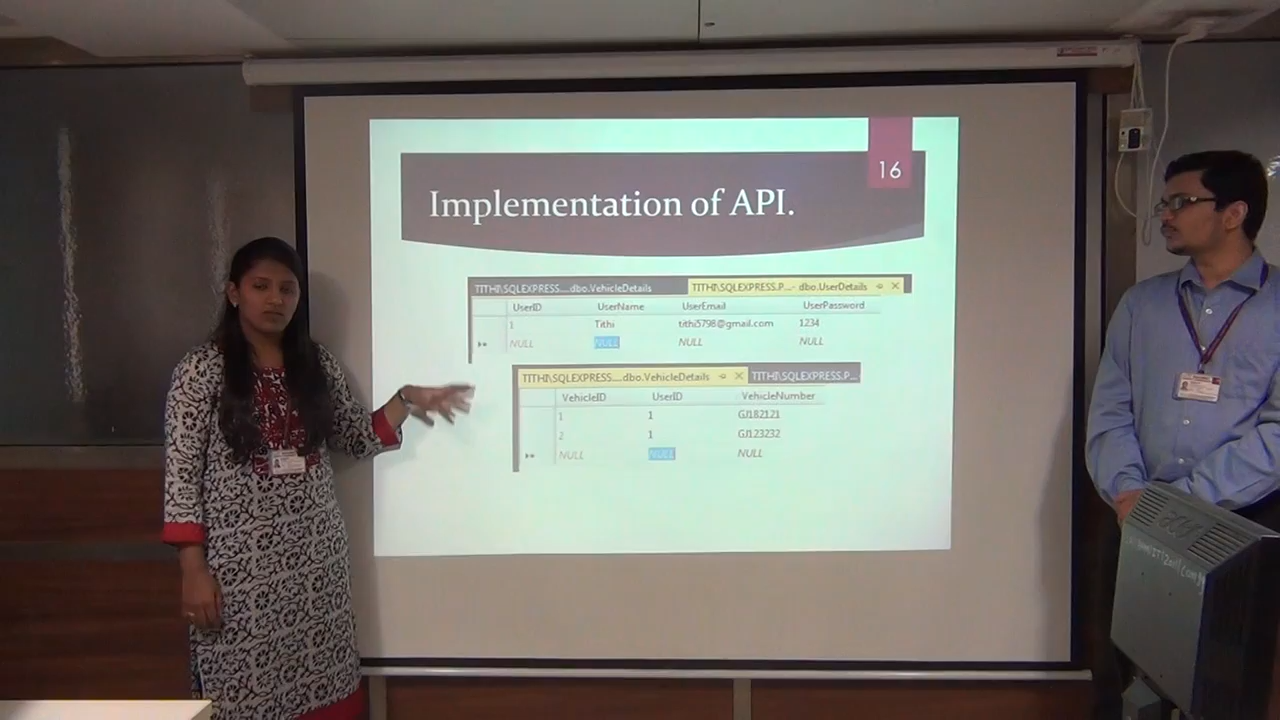 16
Implementation of API.
TITHI\SQLEXPRESS....dbo.VehicleDetails TITHI\SQLEXPRESS.P...- dbo.UserDetails
UserID UserName UserEmail UserPassword
1 Tithi tithi5798@gmail.com 1234
NULL NULL NULL NULL
TITHI\SQLEXPRESS....dbo.VehicleDetails TITHI\SQLEXPRESS.P...
VehicleID UserID VehicleNumber
1 1 GJ182121
2 1 GJ123232
NULL NULL NULL